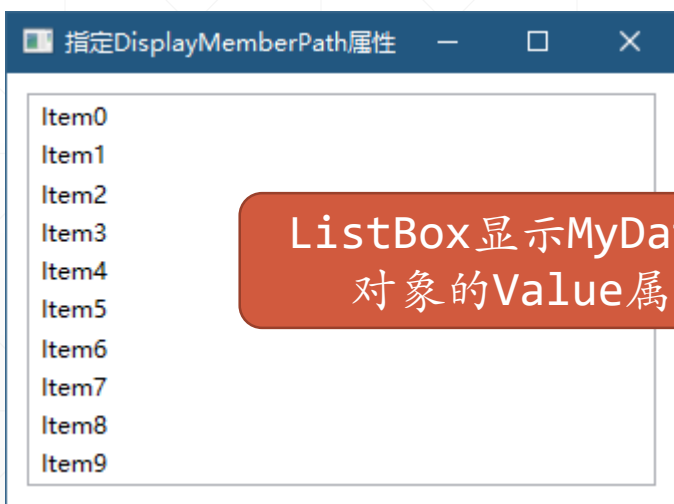 指定DisplayMemberPath属性
Item0
Item1
Item2
Item3
Item4
Item5
Item6
Item7
Item8
Item9
ListBox显示MyDa
对象的Value属